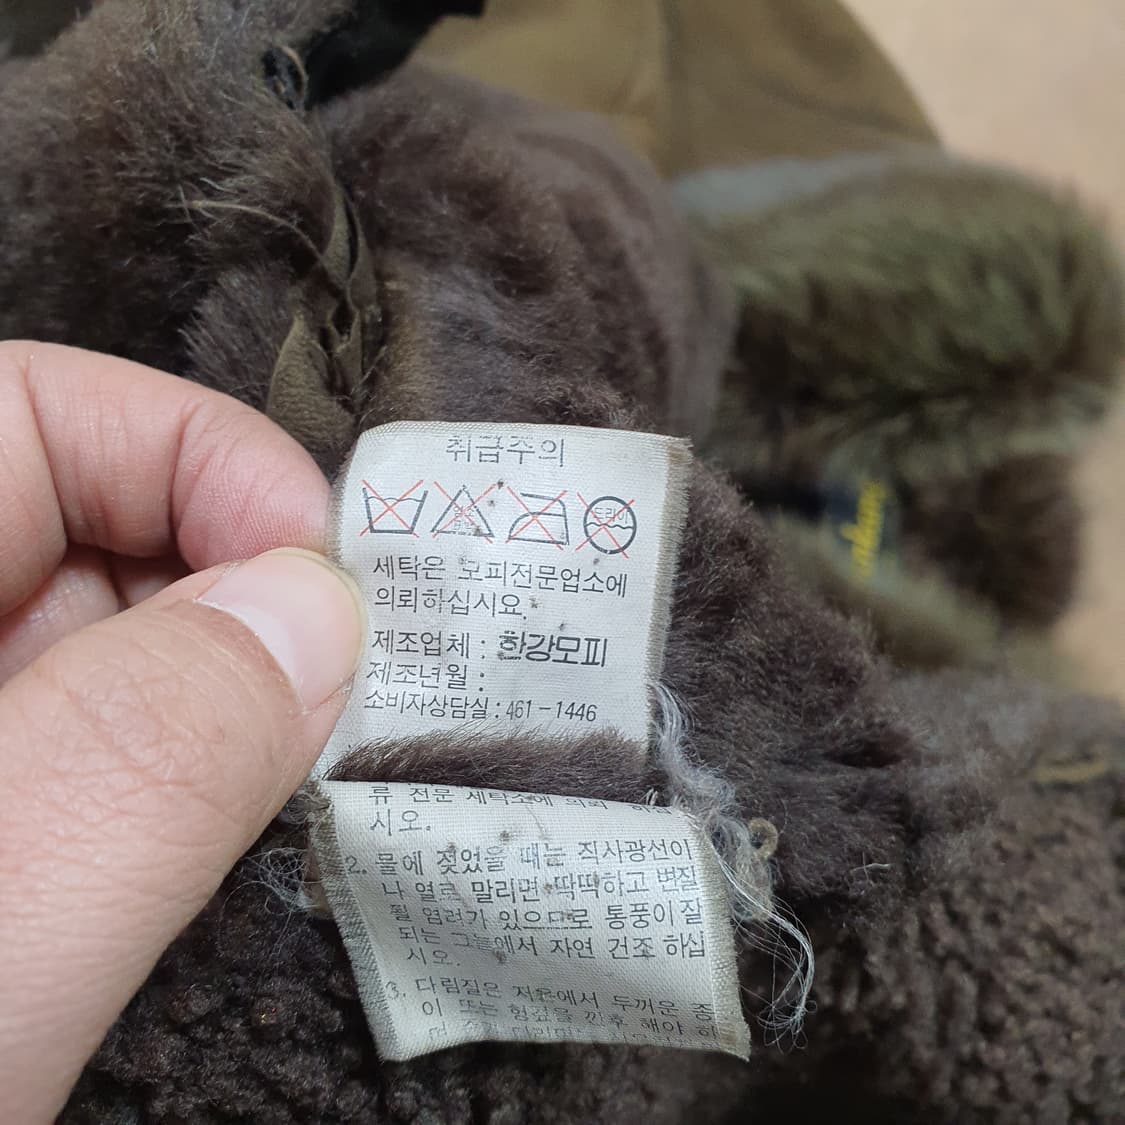 취급주의
드라이
세탁은 모피전문업소에
의뢰하십시요.
제조업체 : 한강모피
제조년월 :
소비자상담실 : 461-1446
류 전문 세탁소에 의뢰 하십
시오.
2. 물에 젖었을 때는 직사광선이
나 열로 말리면 딱딱하고 변질
될 염려가 있으므로 통풍이 잘
되는 그늘에서 자연 건조 하십
시오.
3. 다림질은 저온에서 두꺼운 종
이 또는 헝겊을 낀후 해야 하
며